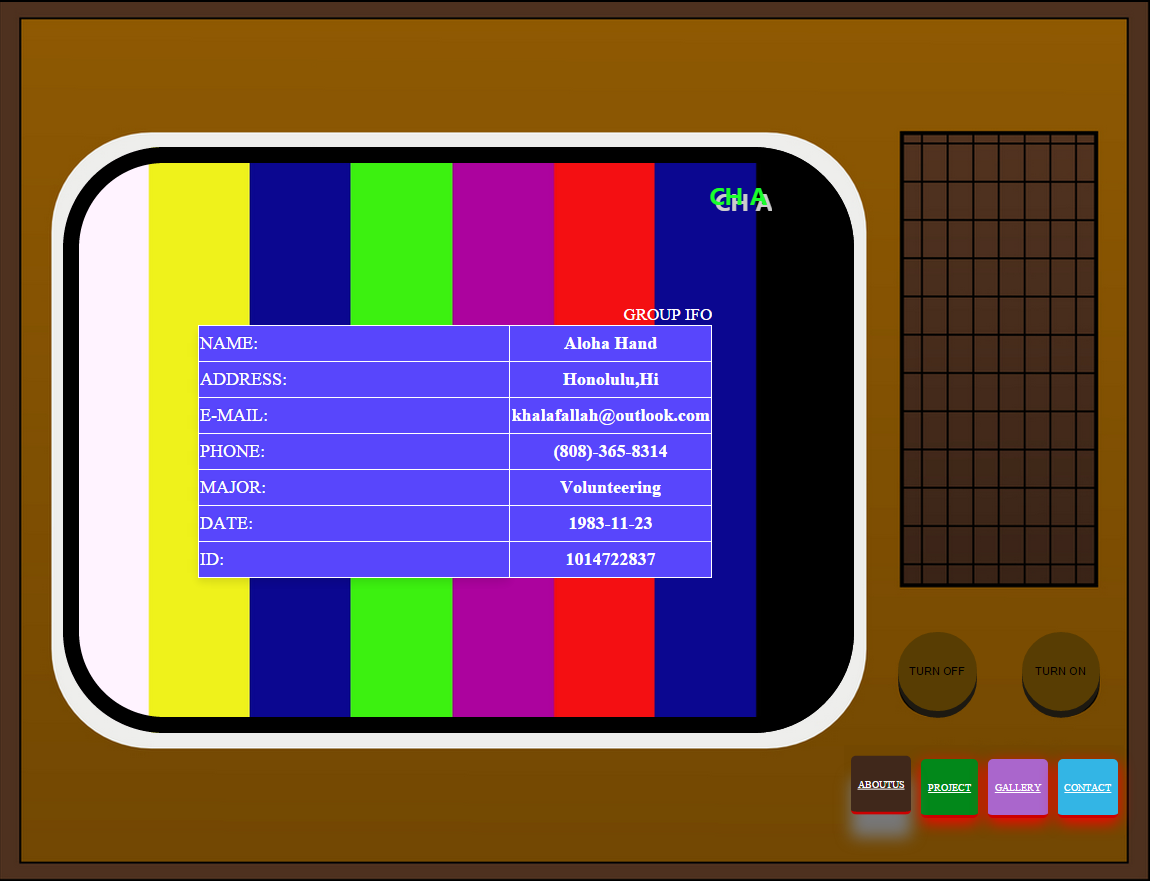 CH A
GROUP IFO
NAME: Aloha Hand
ADDRESS: Honolulu,Hi
E-MAIL: khalafallah@outlook.com
PHONE: (808)-365-8314
MAJOR: Volunteering
DATE: 1983-11-23
ID: 1014722837
TURN OFF TURN ON
ABOUTUS PROJECT GALLERY CONTACT